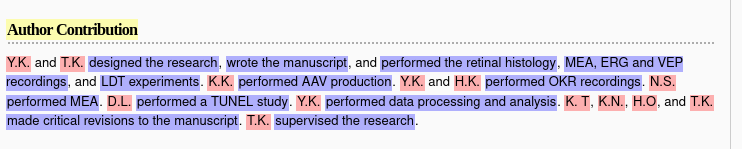 Author Contribution
Y.K. and T.K. designed the research, wrote the manuscript, and performed the retinal histology, MEA, ERG and VEP
recordings, and LDT experiments. K.K. performed AAV production. Y.K. and H.K. performed OKR recordings. N.S.
performed MEA. D.L. performed a TUNEL study. Y.K. performed data processing and analysis. K. T, K.N., H.O, and T.K.
made critical revisions to the manuscript. T.K. supervised the research.